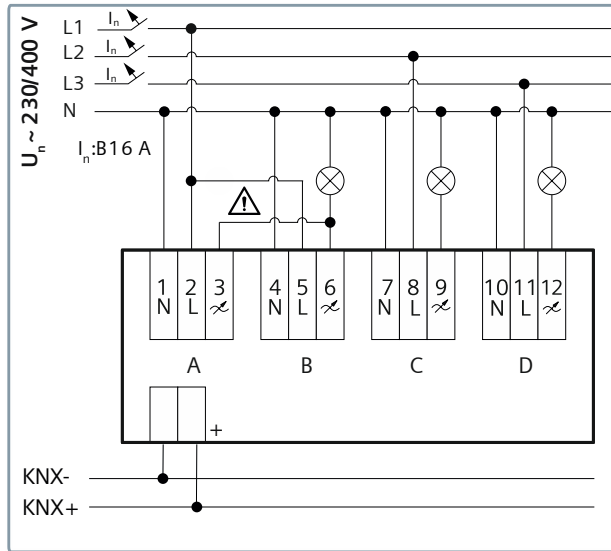 Uₙ ~ 230/400 V
L1 Iₙ
L2 Iₙ
L3 Iₙ
N
Iₙ:B16 A
1 2 3 4 5 6 7 8 9 10 11 12
N L N L N L N L
A B C D
+
KNX-
KNX+